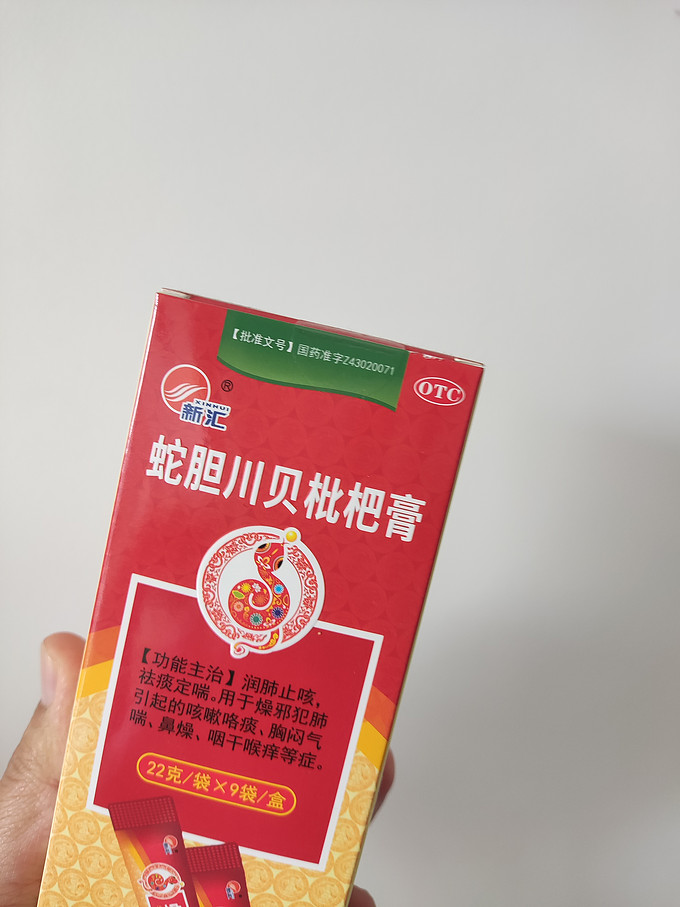 【批准文号】国药准字Z43020071
OTC
®
XINHUI
新汇
蛇胆川贝枇杷膏
【功能主治】润肺止咳，
祛痰定喘。用于燥邪犯肺
引起的咳嗽咯痰、胸闷气
喘、鼻燥、咽干喉痒等症。
22克/袋×9袋/盒